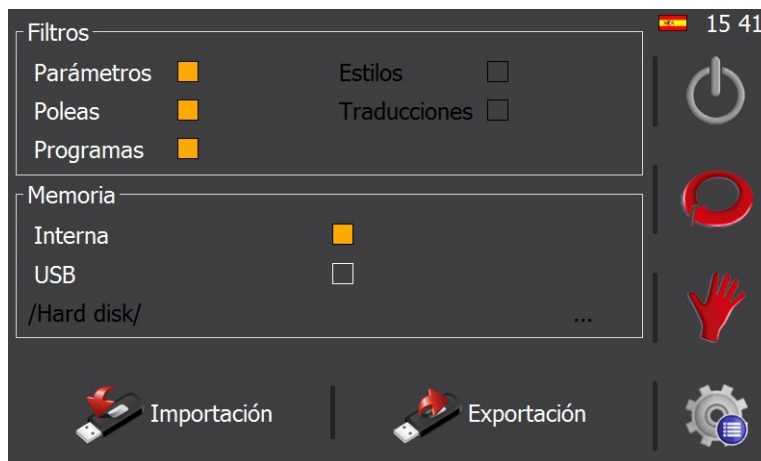 Filtros
15 41
Parámetros
Estilos
Poleas
Traducciones
Programas
Memoria
Interna
USB
/Hard disk/
...
Importación
Exportación